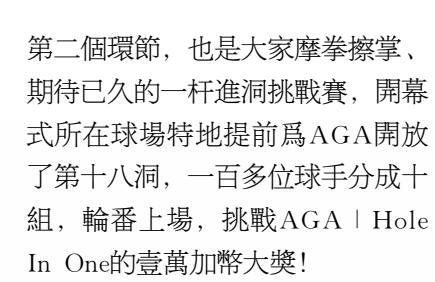 第二個環節，也是大家摩拳擦掌、
期待已久的一杆進洞挑戰賽，開幕
式所在球場特地提前爲AGA開放
了第十八洞，一百多位球手分成十
組，輪番上場，挑戰AGA｜Hole
In One的壹萬加幣大獎！